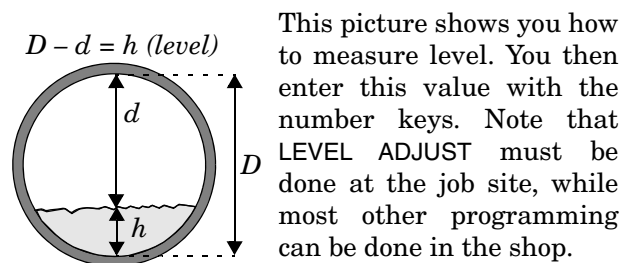 D – d = h (level)
d
D
h
This picture shows you how
to measure level. You then
enter this value with the
number keys. Note that
LEVEL ADJUST must be
done at the job site, while
most other programming
can be done in the shop.